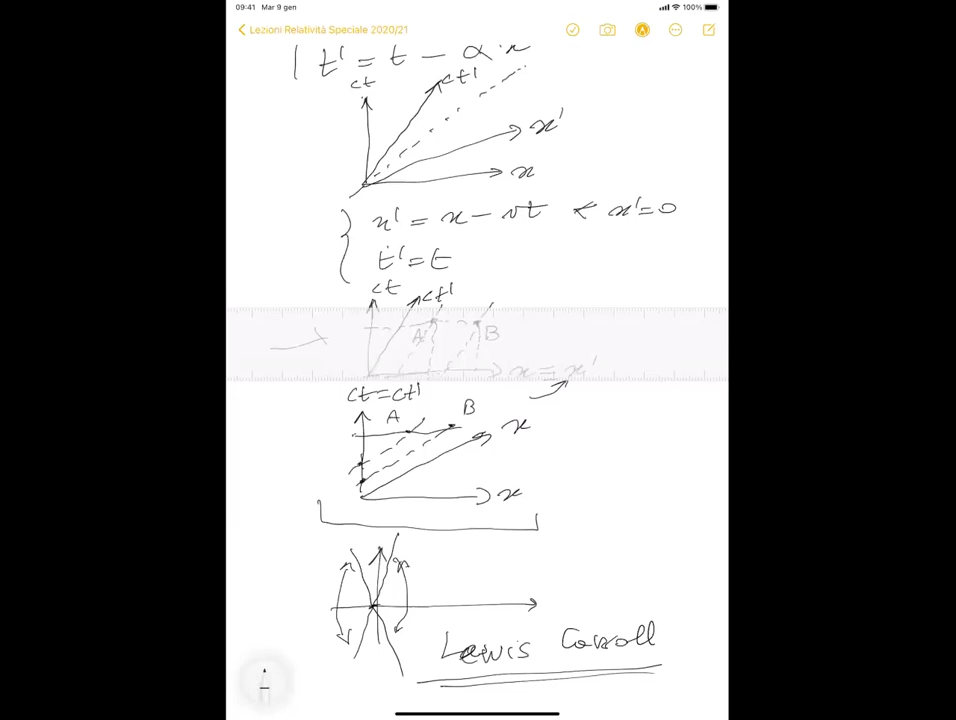 09:41 Mar 9 gen
100%
Lezioni Relatività Speciale 2020/21
t' = t - α·x
ct
ct'
x'
x
x' = x - vt < x'=0
t' = t
ct
ct'
A
B
x ≡ x'
ct=ct'
A
B
x
x
Lewis Carroll